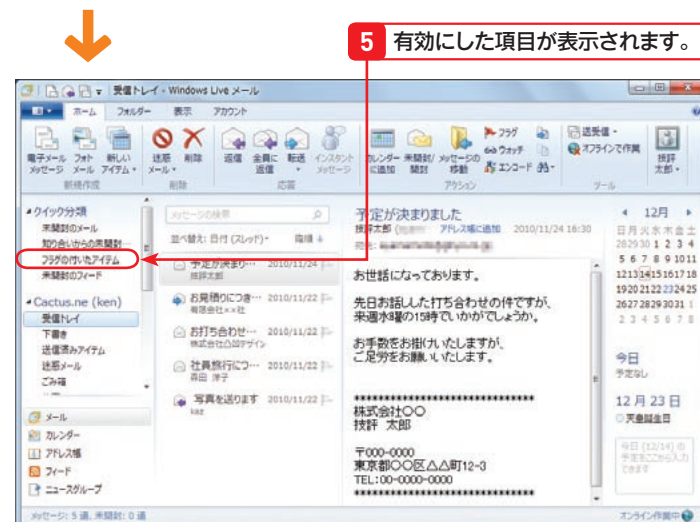 5 有効にした項目が表示されます。
受信トレイ - Windows Live メール
ホーム フォルダー 表示 アカウント
電子メール メッセージ フォト メール 新しい アイテム
迷惑 メール 削除
返信 全員に 返信 転送 インスタント メッセージ
カレンダー に追加 未開封/ 開封 メッセージの 移動 フラグ ウォッチ エンコード
送受信 オフラインで作業 技評 太郎
新規作成 削除 応答 アクション ツール
クイック分類
未開封のメール
知り合いからの未開封…
フラグの付いたアイテム
未開封のフィード
Cactus.ne (ken)
受信トレイ
下書き
送信済みアイテム
迷惑メール
ごみ箱
メール
カレンダー
アドレス帳
フィード
ニュースグループ
メッセージの検索
並べ替え: 日付 (スレッド) 降順
予定が決まり… 2010/11/24
技評太郎
お見積りにつき… 2010/11/22
有限会社××社
お打ち合わせ… 2010/11/22
株式会社凸凹デザイン
社員旅行につ… 2010/11/22
森田 洋子
写真を送ります 2010/11/22
kaz
予定が決まりました
技評太郎 アドレス帳に追加 2010/11/24 16:30
宛先:
お世話になっております。
先日お話しした打ち合わせの件ですが、
来週水曜の15時でいかがでしょうか。
お手数をお掛けいたしますが、
ご足労をお願いいたします。
********************************
株式会社〇〇
技評 太郎
〒000-0000
東京都〇〇区△△町12-3
TEL:00-0000-0000
********************************
12月
日月火水木金土
28 29 30 1 2 3 4
5 6 7 8 9 10 11
12 13 14 15 16 17 18
19 20 21 22 23 24 25
26 27 28 29 30 31 1
2 3 4 5 6 7 8
今日
予定なし
12 月 23 日
天皇誕生日
今日 (12/14) の
予定をここから入力
できます
メッセージ: 5 通、未開封: 0 通
オンライン作業中